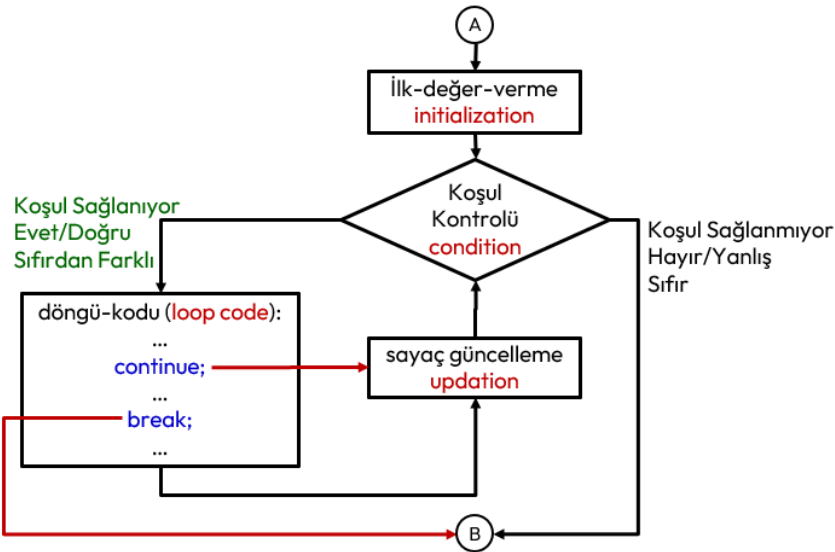 A
İlk-değer-verme
initialization
Koşul
Kontrolü
condition
Koşul Sağlanıyor
Evet/Doğru
Sıfırdan Farklı
Koşul Sağlanmıyor
Hayır/Yanlış
Sıfır
döngü-kodu (loop code):
...
continue;
...
break;
...
sayaç güncelleme
updation
B